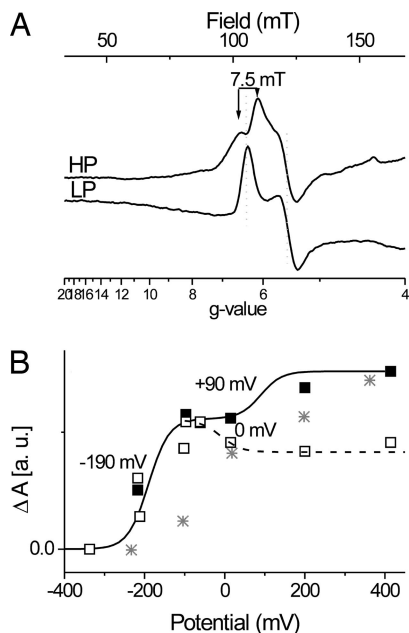 A
Field (mT)
50 100 150
7.5 mT
HP
LP
20 18 16 14 12 10 8 6 4
g-value
B
+90 mV
0 mV
-190 mV
Δ A [a. u.]
0.0
-400 -200 0 200 400
Potential (mV)